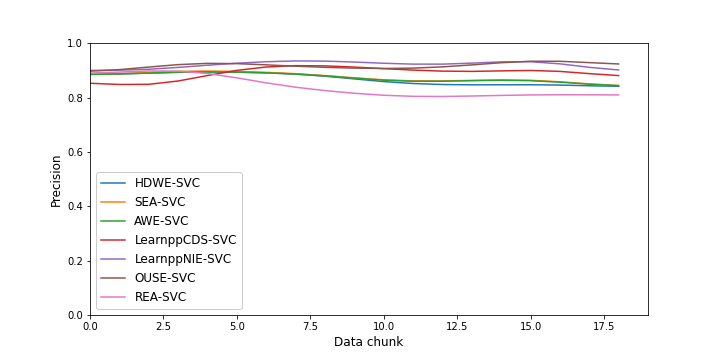 1.0
0.8
0.6
0.4
0.2
0.0
Precision
HDWE-SVC
SEA-SVC
AWE-SVC
LearnppCDS-SVC
LearnppNIE-SVC
OUSE-SVC
REA-SVC
0.0 2.5 5.0 7.5 10.0 12.5 15.0 17.5
Data chunk